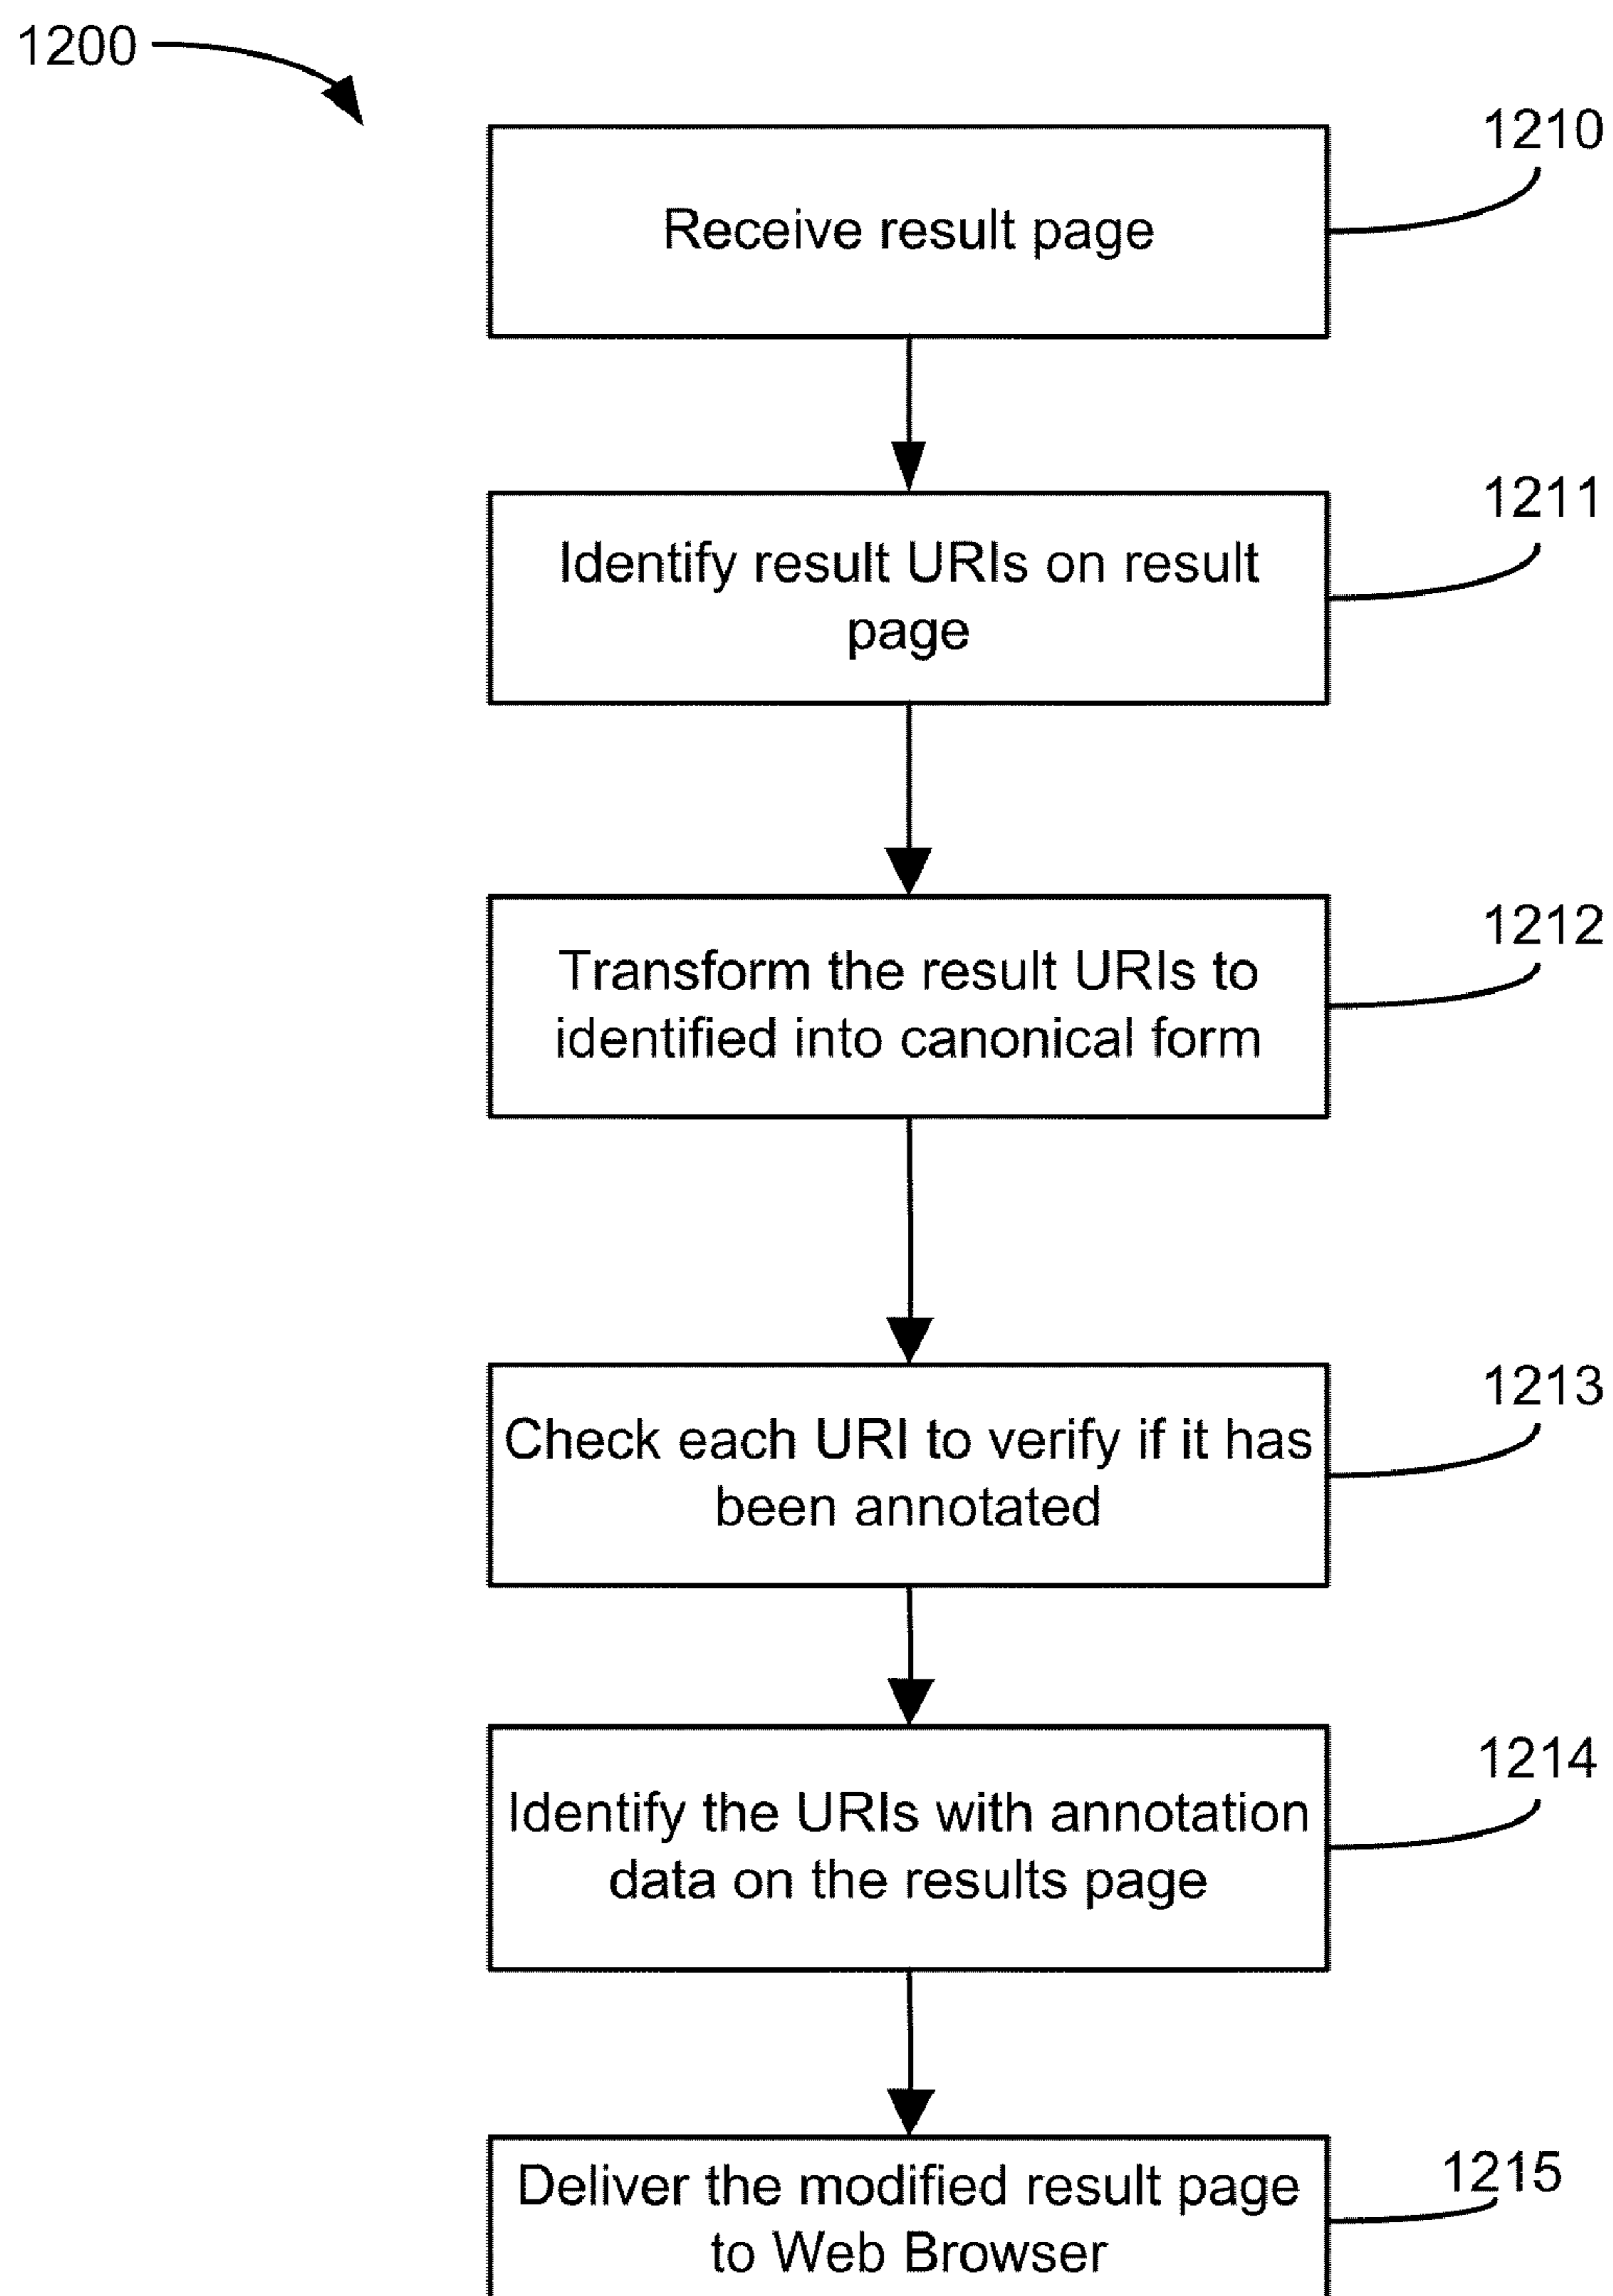 1200
1210
Receive result page
1211
Identify result URIs on result
page
1212
Transform the result URIs to
identified into canonical form
1213
Check each URI to verify if it has
been annotated
1214
Identify the URIs with annotation
data on the results page
1215
Deliver the modified result page
to Web Browser